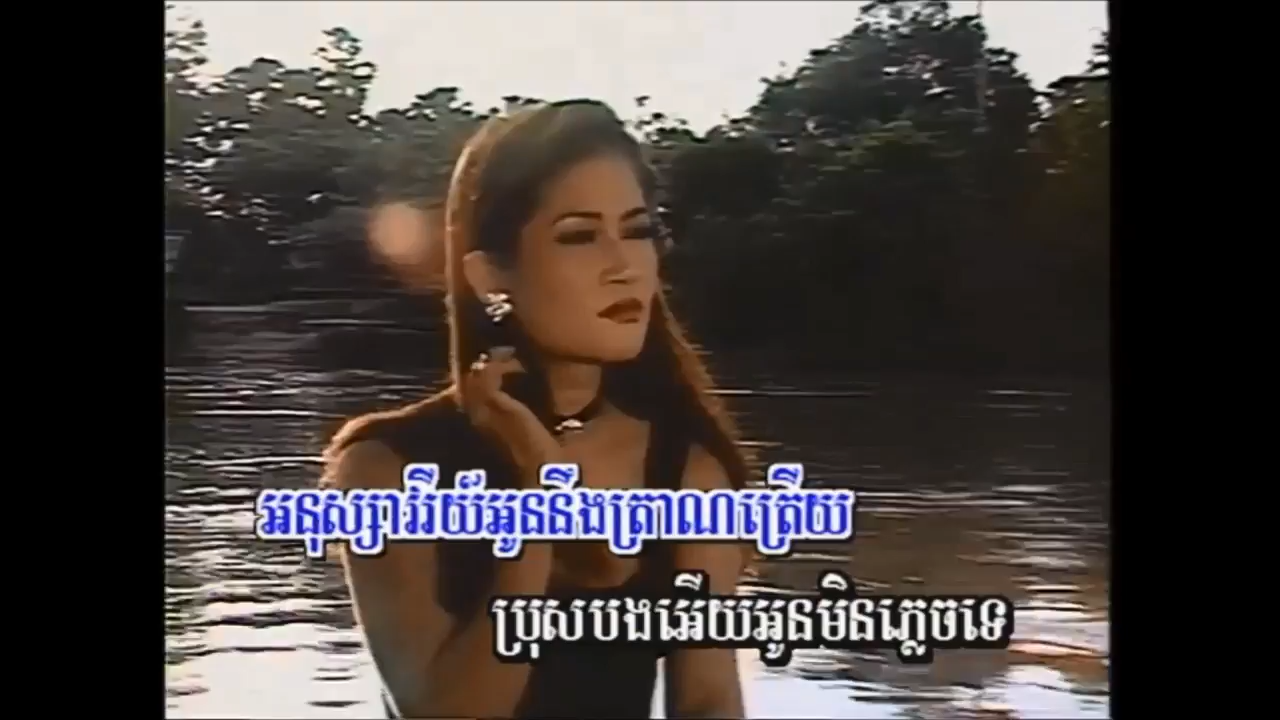 អនុស្សាវរីយ៍អូននឹងត្រាណត្រើយ
ប្រុសបងអើយអូនមិនភ្លេចទេ